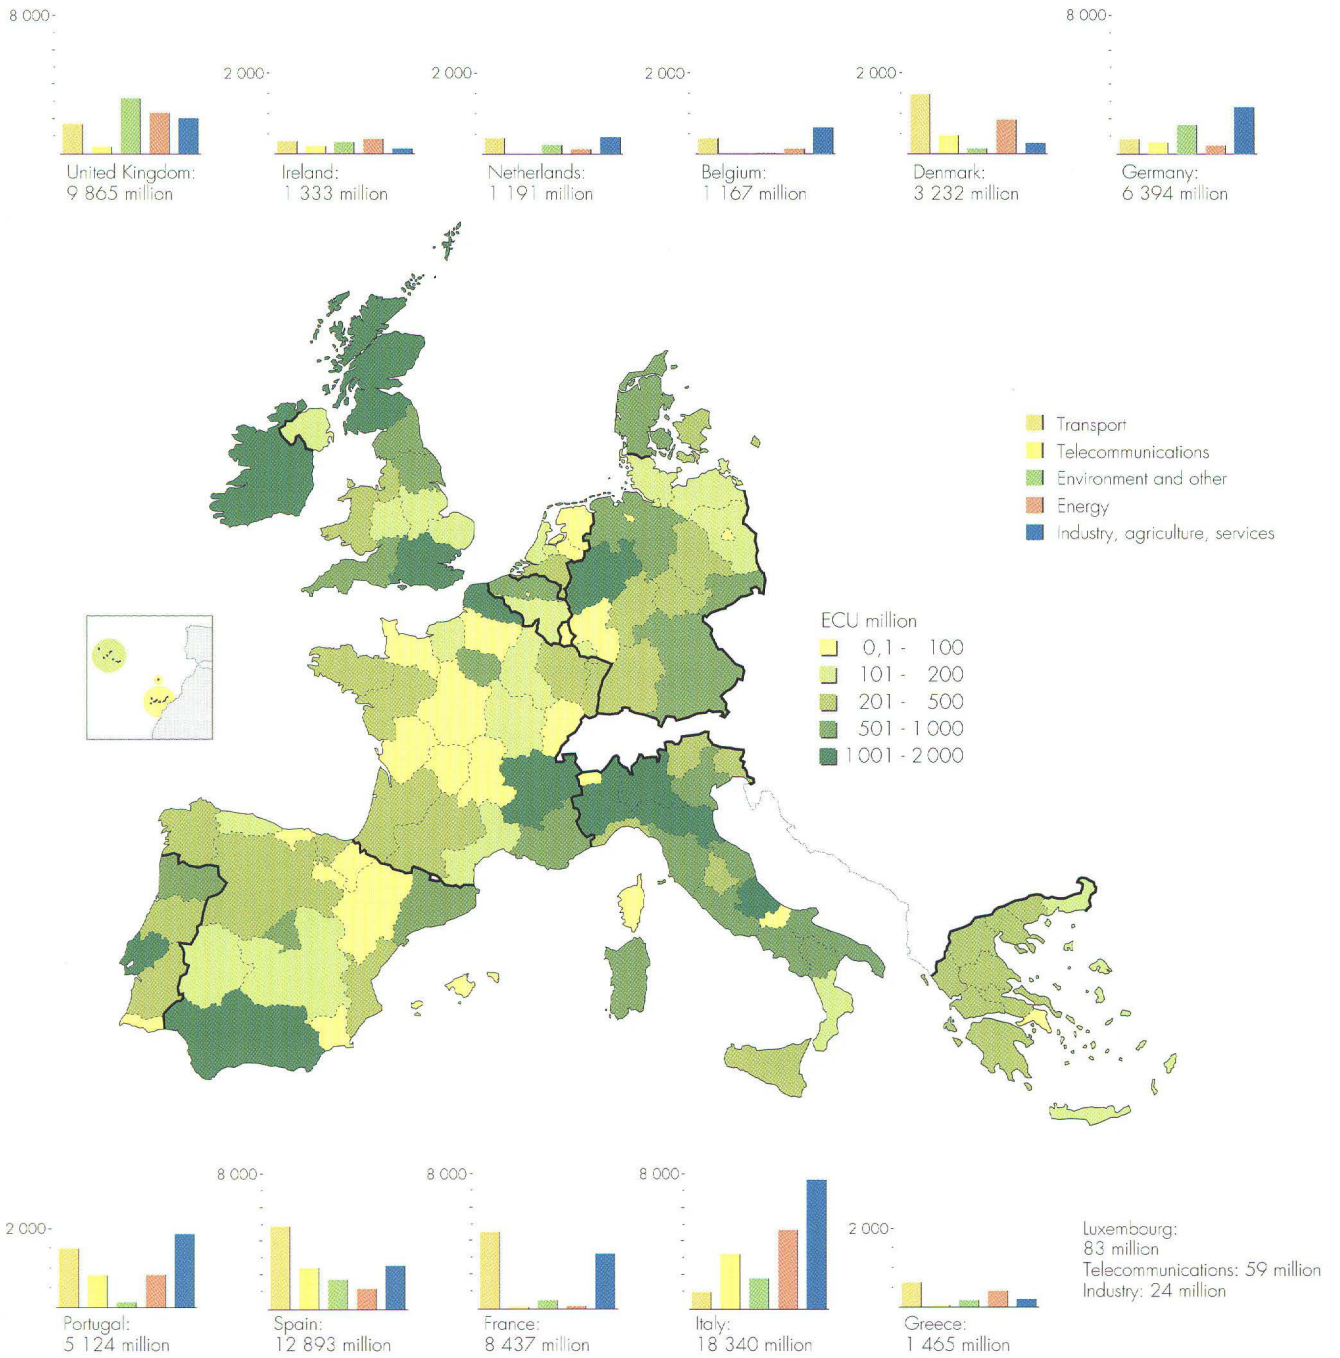 8 000
8 000
2 000
2 000
2 000
2 000
United Kingdom:
9 865 million
Ireland:
1 333 million
Netherlands:
1 191 million
Belgium:
1 167 million
Denmark:
3 232 million
Germany:
6 394 million
Transport
Telecommunications
Environment and other
Energy
Industry, agriculture, services
ECU million
0,1 - 100
101 - 200
201 - 500
501 - 1 000
1 001 - 2 000
8 000
8 000
8 000
2 000
2 000
Portugal:
5 124 million
Spain:
12 893 million
France:
8 437 million
Italy:
18 340 million
Greece:
1 465 million
Luxembourg:
83 million
Telecommunications: 59 million
Industry: 24 million